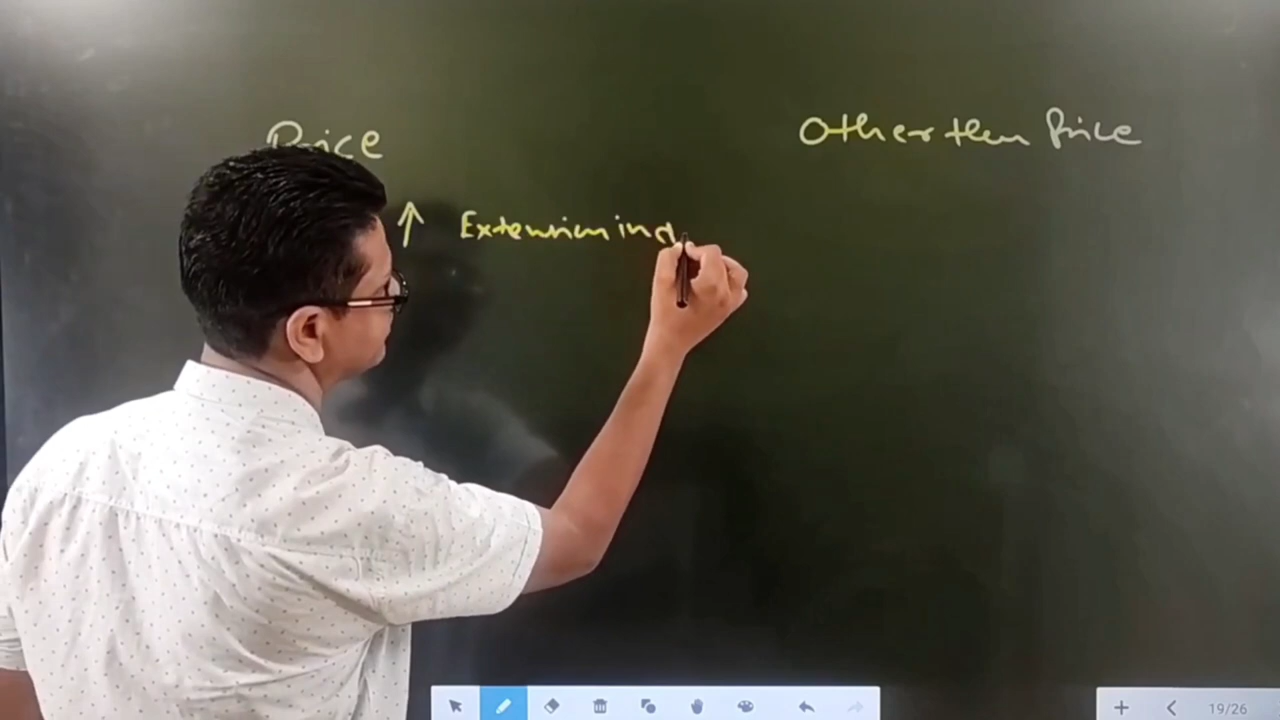 Price
Other then Price
↑ Extension in d
19/26